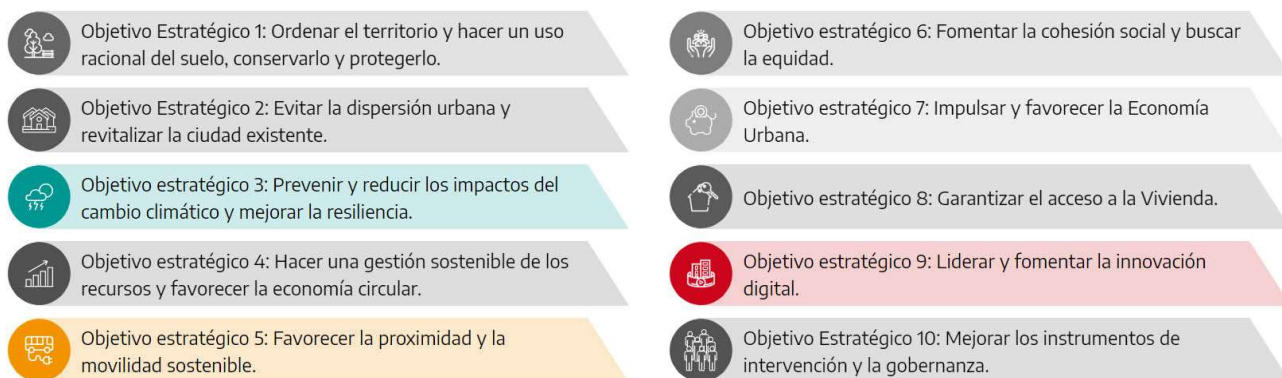 Objetivo Estratégico 1: Ordenar el territorio y hacer un uso
racional del suelo, conservarlo y protegerlo.
Objetivo Estratégico 2: Evitar la dispersión urbana y
revitalizar la ciudad existente.
Objetivo estratégico 3: Prevenir y reducir los impactos del
cambio climático y mejorar la resiliencia.
Objetivo estratégico 4: Hacer una gestión sostenible de los
recursos y favorecer la economía circular.
Objetivo estratégico 5: Favorecer la proximidad y la
movilidad sostenible.
Objetivo estratégico 6: Fomentar la cohesión social y buscar
la equidad.
Objetivo estratégico 7: Impulsar y favorecer la Economía
Urbana.
Objetivo estratégico 8: Garantizar el acceso a la Vivienda.
Objetivo estratégico 9: Liderar y fomentar la innovación
digital.
Objetivo Estratégico 10: Mejorar los instrumentos de
intervención y la gobernanza.